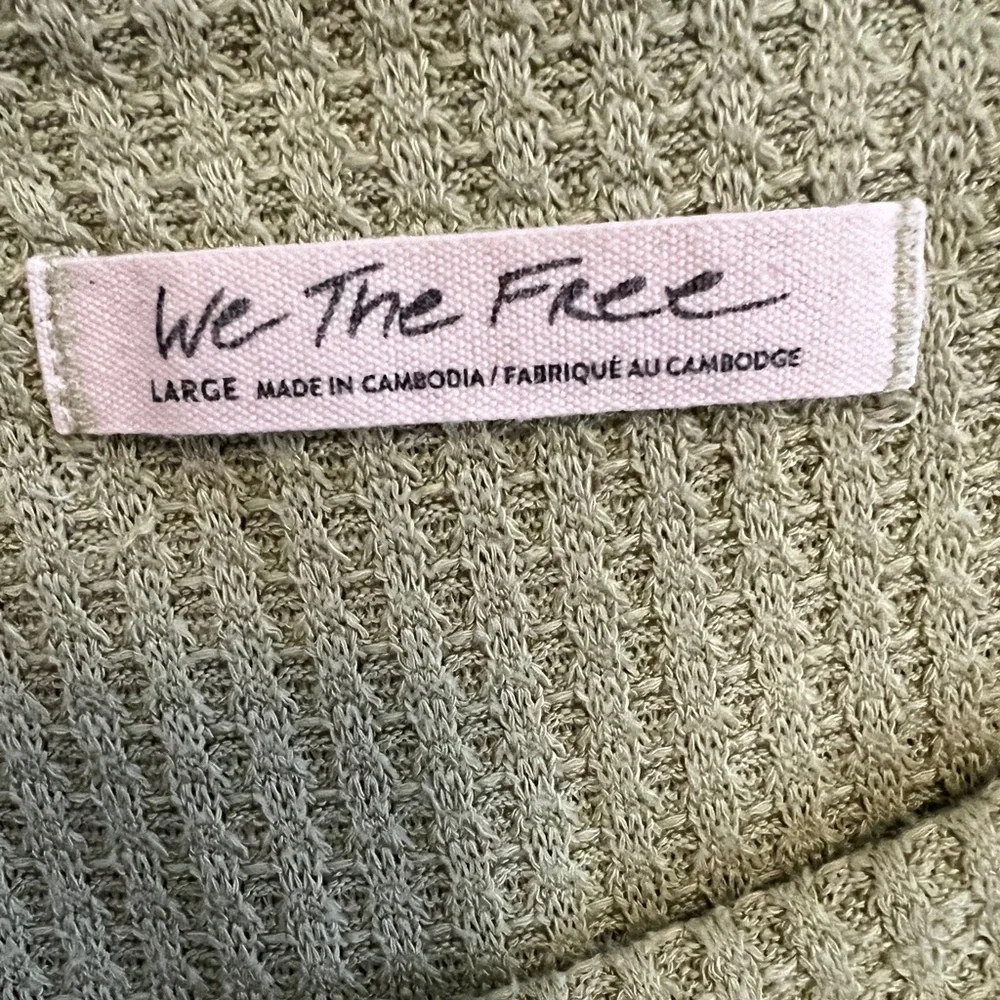 We The Free
LARGE MADE IN CAMBODIA / FABRIQUÉ AU CAMBODGE